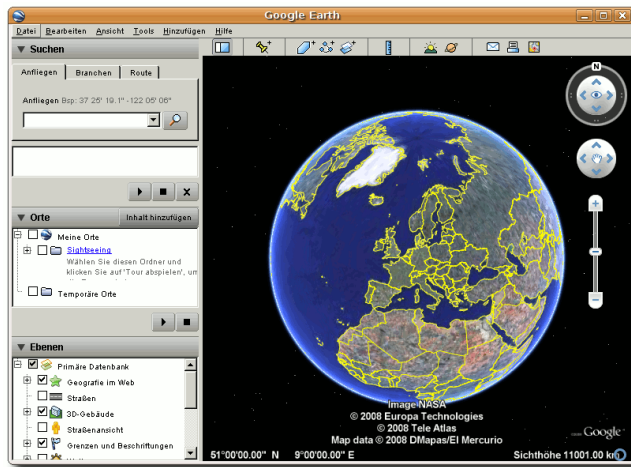 Google Earth
Datei Bearbeiten Ansicht Tools Hinzufügen Hilfe
Suchen
Anfliegen Branchen Route
Anfliegen Bsp: 37 25' 19.1" -122 05' 06"
Orte Inhalt hinzufügen
Meine Orte
Sightseeing
Wählen Sie diesen Ordner und
klicken Sie auf 'Tour abspielen', um
Temporäre Orte
Ebenen
Primäre Datenbank
Geografie im Web
Straßen
3D-Gebäude
Straßenansicht
Grenzen und Beschriftungen
N
Image NASA
© 2008 Europa Technologies
© 2008 Tele Atlas
Map data © 2008 DMapas/El Mercurio
Google
51°00'00.00" N 9°00'00.00" E Sichthöhe 11001.00 km